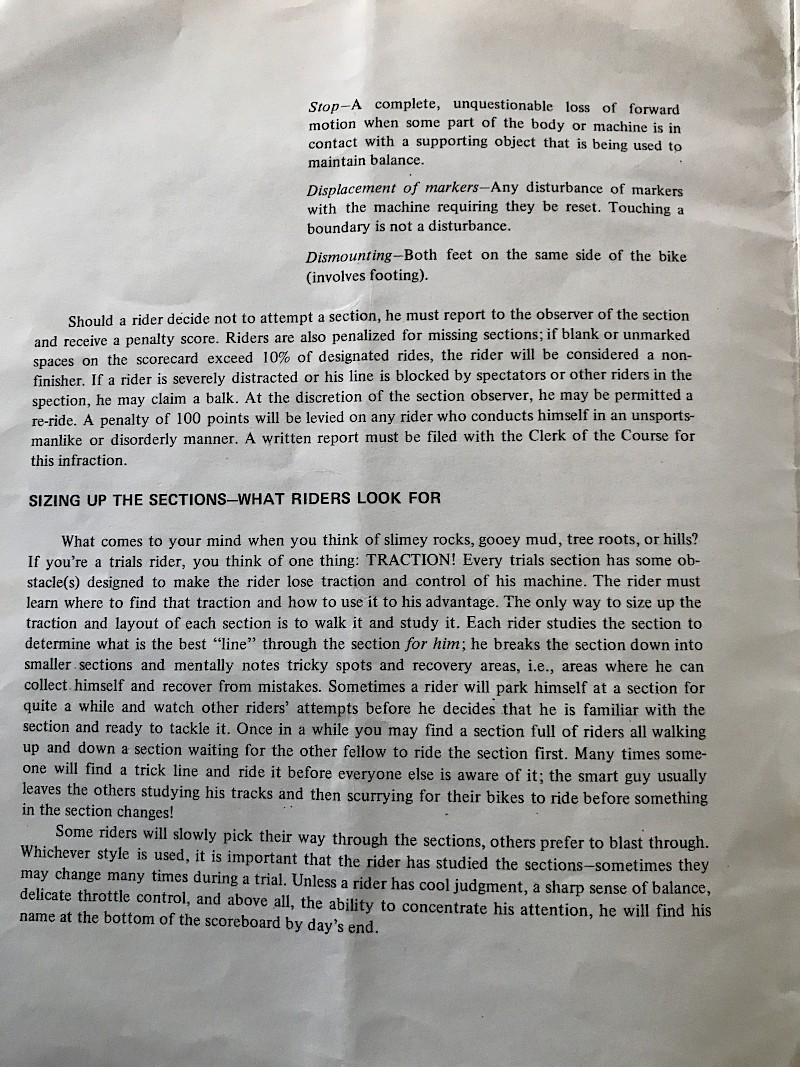 Stop—A complete, unquestionable loss of forward
motion when some part of the body or machine is in
contact with a supporting object that is being used to
maintain balance.
Displacement of markers—Any disturbance of markers
with the machine requiring they be reset. Touching a
boundary is not a disturbance.
Dismounting—Both feet on the same side of the bike
(involves footing).
Should a rider decide not to attempt a section, he must report to the observer of the section
and receive a penalty score. Riders are also penalized for missing sections; if blank or unmarked
spaces on the scorecard exceed 10% of designated rides, the rider will be considered a non-
finisher. If a rider is severely distracted or his line is blocked by spectators or other riders in the
spection, he may claim a balk. At the discretion of the section observer, he may be permitted a
re-ride. A penalty of 100 points will be levied on any rider who conducts himself in an unsports-
manlike or disorderly manner. A written report must be filed with the Clerk of the Course for
this infraction.
SIZING UP THE SECTIONS—WHAT RIDERS LOOK FOR
What comes to your mind when you think of slimey rocks, gooey mud, tree roots, or hills?
If you're a trials rider, you think of one thing: TRACTION! Every trials section has some ob-
stacle(s) designed to make the rider lose traction and control of his machine. The rider must
learn where to find that traction and how to use it to his advantage. The only way to size up the
traction and layout of each section is to walk it and study it. Each rider studies the section to
determine what is the best “line” through the section for him; he breaks the section down into
smaller sections and mentally notes tricky spots and recovery areas, i.e., areas where he can
collect himself and recover from mistakes. Sometimes a rider will park himself at a section for
quite a while and watch other riders' attempts before he decides that he is familiar with the
section and ready to tackle it. Once in a while you may find a section full of riders all walking
up and down a section waiting for the other fellow to ride the section first. Many times some-
one will find a trick line and ride it before everyone else is aware of it; the smart guy usually
leaves the others studying his tracks and then scurrying for their bikes to ride before something
in the section changes!
Some riders will slowly pick their way through the sections, others prefer to blast through.
Whichever style is used, it is important that the rider has studied the sections—sometimes they
may change many times during a trial. Unless a rider has cool judgment, a sharp sense of balance,
delicate throttle control, and above all, the ability to concentrate his attention, he will find his
name at the bottom of the scoreboard by day's end.